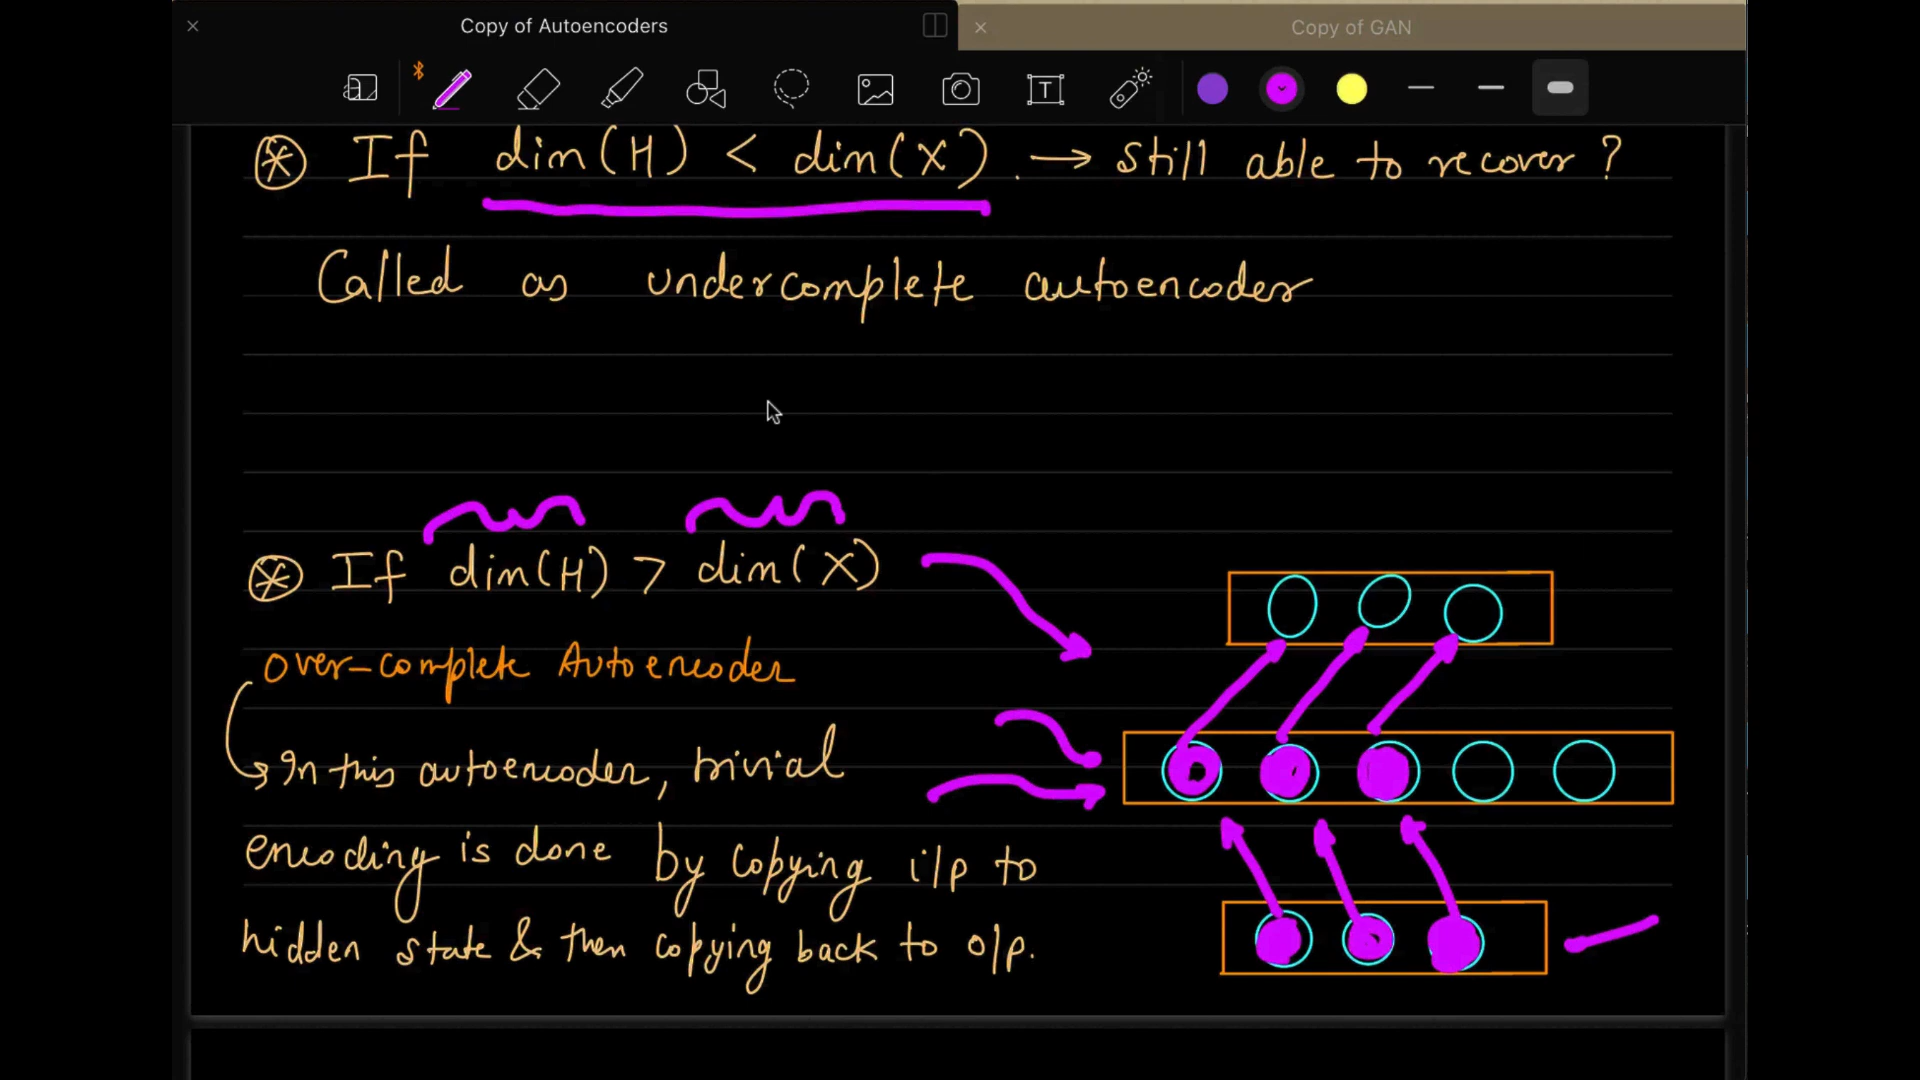 Copy of Autoencoders
Copy of GAN
⊛ If dim(H) < dim(X). → Still able to recover?
Called as undercomplete autoencoder
⊛ If dim(H) > dim(X)
Over-complete Autoencoder
→ In this autoencoder, trivial
encoding is done by copying i/p to
hidden state & then copying back to o/p.